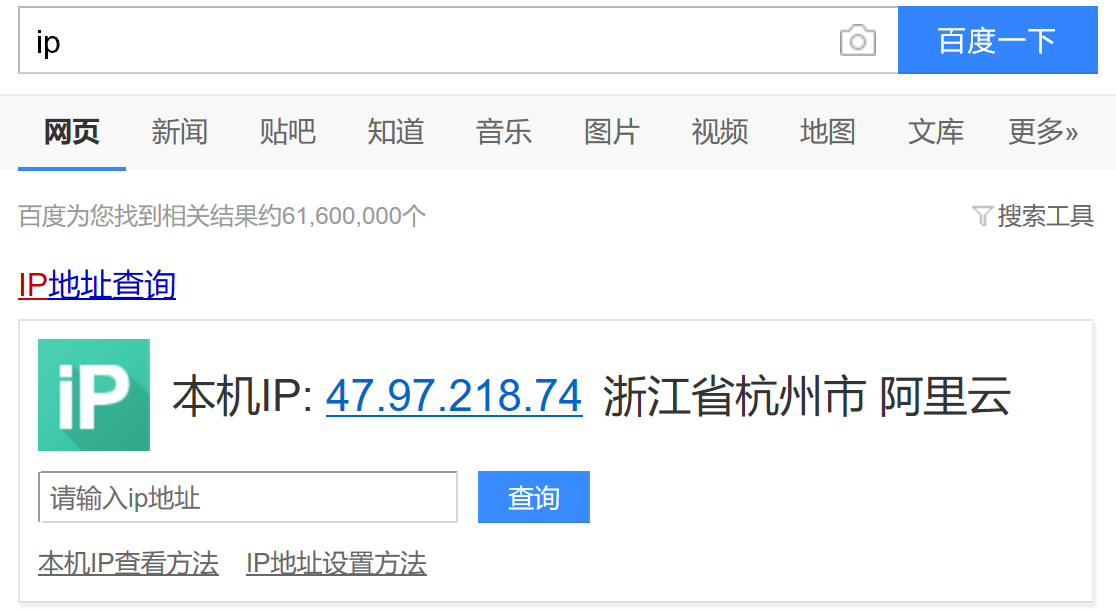 ip 百度一下
网页 新闻 贴吧 知道 音乐 图片 视频 地图 文库 更多»
百度为您找到相关结果约61,600,000个 搜索工具
IP地址查询
iP 本机IP: 47.97.218.74 浙江省杭州市 阿里云
请输入ip地址 查询
本机IP查看方法 IP地址设置方法